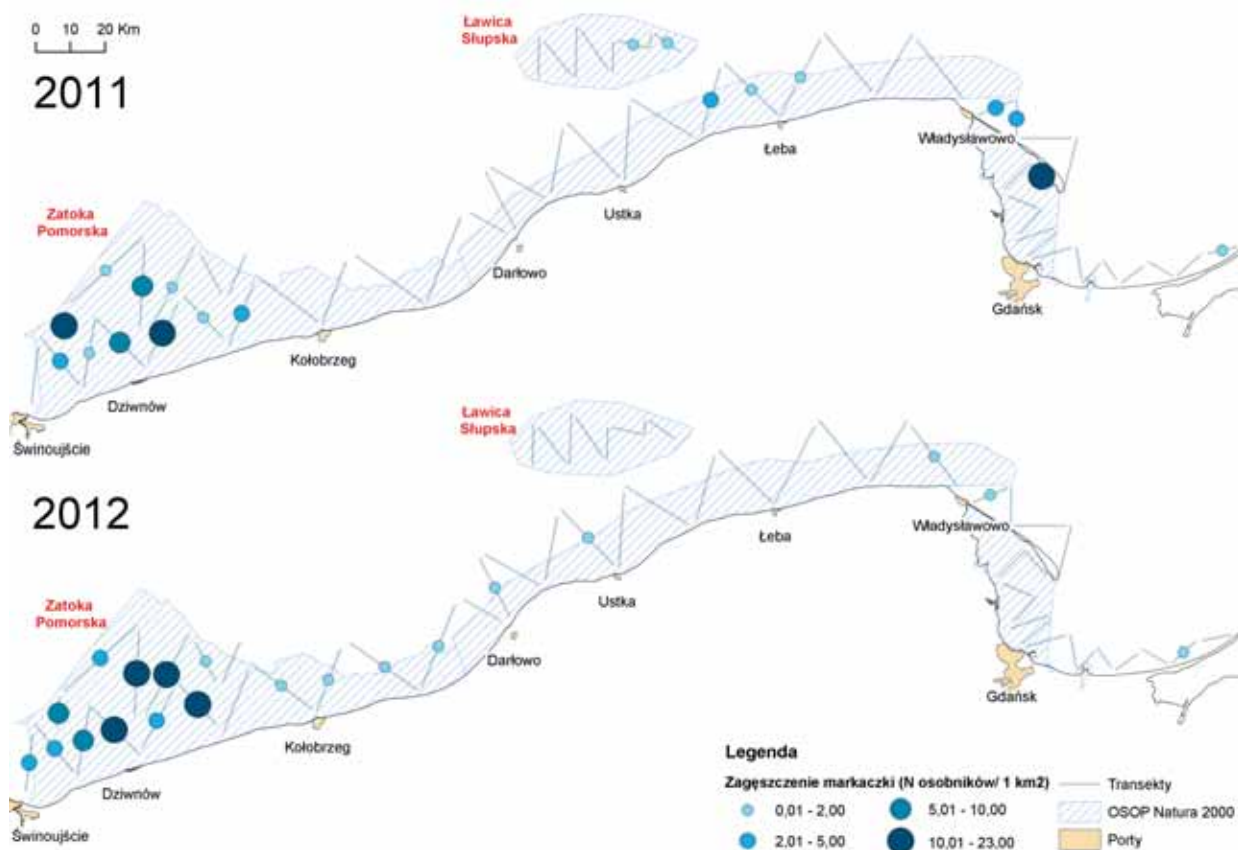 0 10 20 Km
2011
Ławica
Słupska
Zatoka
Pomorska
Świnoujście
Dziwnów
Kołobrzeg
Darłowo
Ustka
Łeba
Władysławowo
Gdańsk
2012
Ławica
Słupska
Zatoka
Pomorska
Świnoujście
Dziwnów
Kołobrzeg
Darłowo
Ustka
Łeba
Władysławowo
Gdańsk
Legenda
Zagęszczenie markaczki (N osobników/ 1 km2)
0,01 - 2,00
2,01 - 5,00
5,01 - 10,00
10,01 - 23,00
Transekty
OSOP Natura 2000
Porty